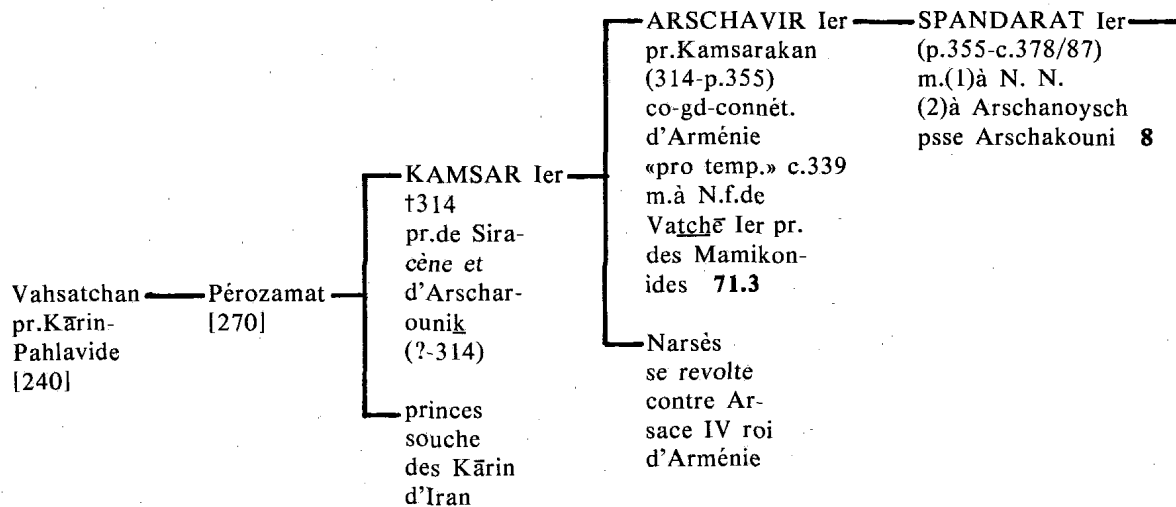 Vahsatchan
pr.Kārin-
Pahlavide
[240]
Pérozamat
[270]
KAMSAR Ier
†314
pr.de Sira-
cène et
d'Arschar-
ounik
(?-314)
princes
souche
des Kārin
d'Iran
ARSCHAVIR Ier
pr.Kamsarakan
(314-p.355)
co-gd-connét.
d'Arménie
«pro temp.» c.339
m.à N.f.de
Vatchē Ier pr.
des Mamikon-
ides 71.3
Narsès
se revolte
contre Ar-
sace IV roi
d'Arménie
SPANDARAT Ier
(p.355-c.378/87)
m.(1)à N. N.
(2)à Arschanoysch
psse Arschakouni 8